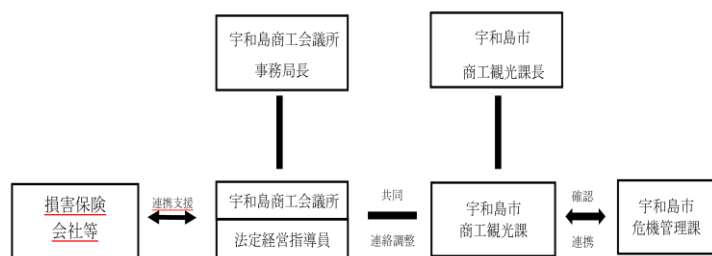 宇和島商工会議所
事務局長
宇和島市
商工観光課長
損害保険
会社等
連携支援
宇和島商工会議所
法定経営指導員
共同
連絡調整
宇和島市
商工観光課
確認
連携
宇和島市
危機管理課